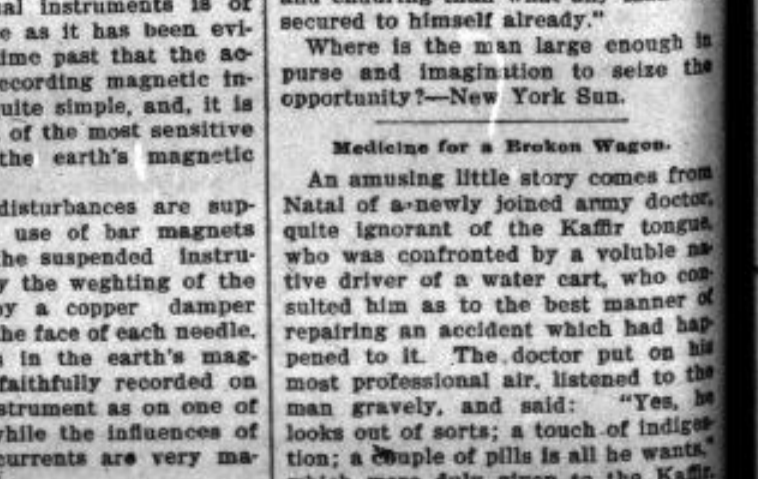 al instruments is of
e as it has been evi-
ime past that the ac-
ecording magnetic in-
uite simple, and, it is
of the most sensitive
the earth's magnetic
disturbances are sup-
use of bar magnets
he suspended instru-
y the weghting of the
by a copper damper
he face of each needle.
s in the earth's mag-
faithfully recorded on
strument as on one of
while the influences of
currents are very ma-
secured to himself already."
Where is the man large enough in
purse and imagination to seize the
opportunity?—New York Sun.
Medicine for a Broken Wagon.
An amusing little story comes from
Natal of a newly joined army doctor,
quite ignorant of the Kaffir tongue,
who was confronted by a voluble na-
tive driver of a water cart, who con-
sulted him as to the best manner of
repairing an accident which had hap-
pened to it. The doctor put on his
most professional air, listened to the
man gravely, and said: "Yes, he
looks out of sorts; a touch of indiges-
tion; a couple of pills is all he wants,"
which were duly given to the Kaffir.